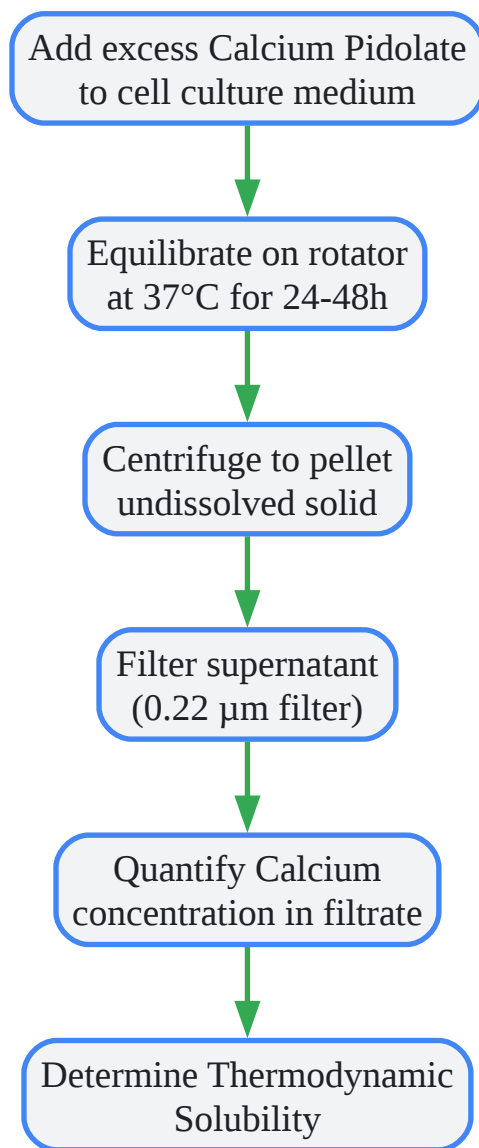 Add excess Calcium Pidolate
to cell culture medium
Equilibrate on rotator
at 37°C for 24-48h
Centrifuge to pellet
undissolved solid
Filter supernatant
(0.22 µm filter)
Quantify Calcium
concentration in filtrate
Determine Thermodynamic
Solubility